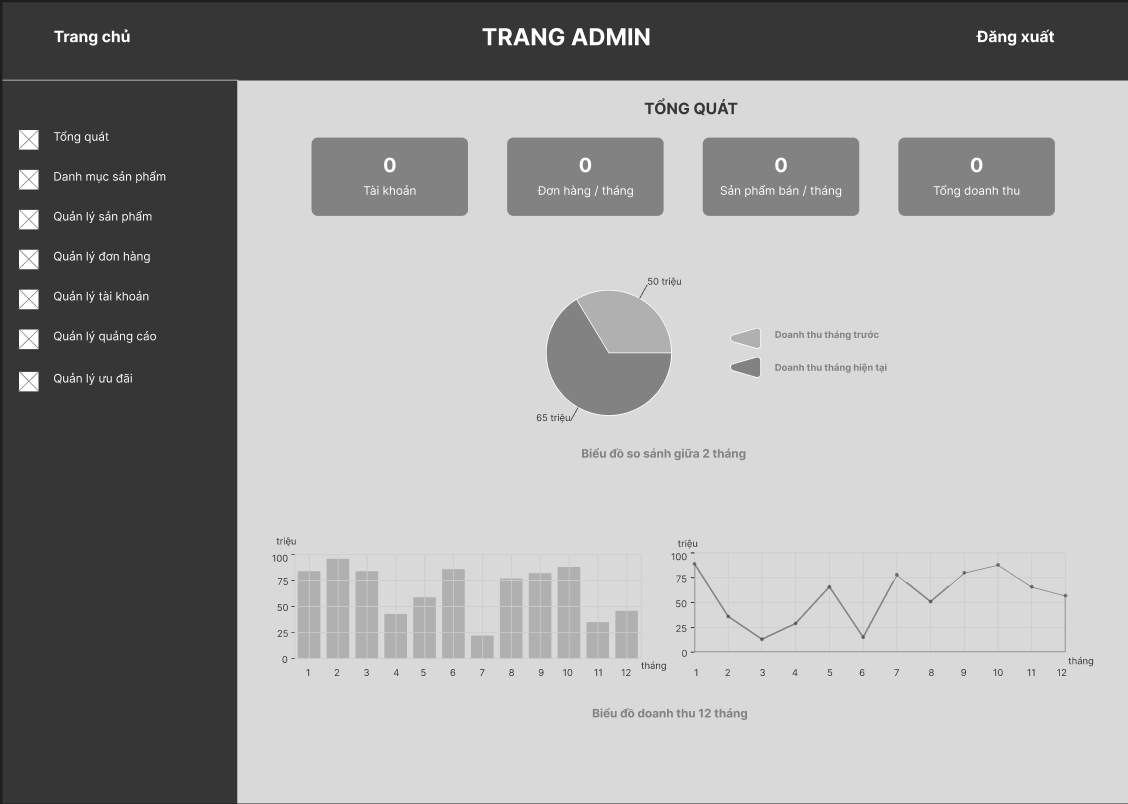 Trang chủ
TRANG ADMIN
Đăng xuất
Tổng quát
Danh mục sản phẩm
Quản lý sản phẩm
Quản lý đơn hàng
Quản lý tài khoản
Quản lý quảng cáo
Quản lý ưu đãi
TỔNG QUÁT
0
Tài khoản
0
Đơn hàng / tháng
0
Sản phẩm bán / tháng
0
Tổng doanh thu
50 triệu
65 triệu
Doanh thu tháng trước
Doanh thu tháng hiện tại
Biểu đồ so sánh giữa 2 tháng
triệu
100
75
50
25
0
1 2 3 4 5 6 7 8 9 10 11 12
tháng
triệu
100
75
50
25
0
1 2 3 4 5 6 7 8 9 10 11 12
tháng
Biểu đồ doanh thu 12 tháng